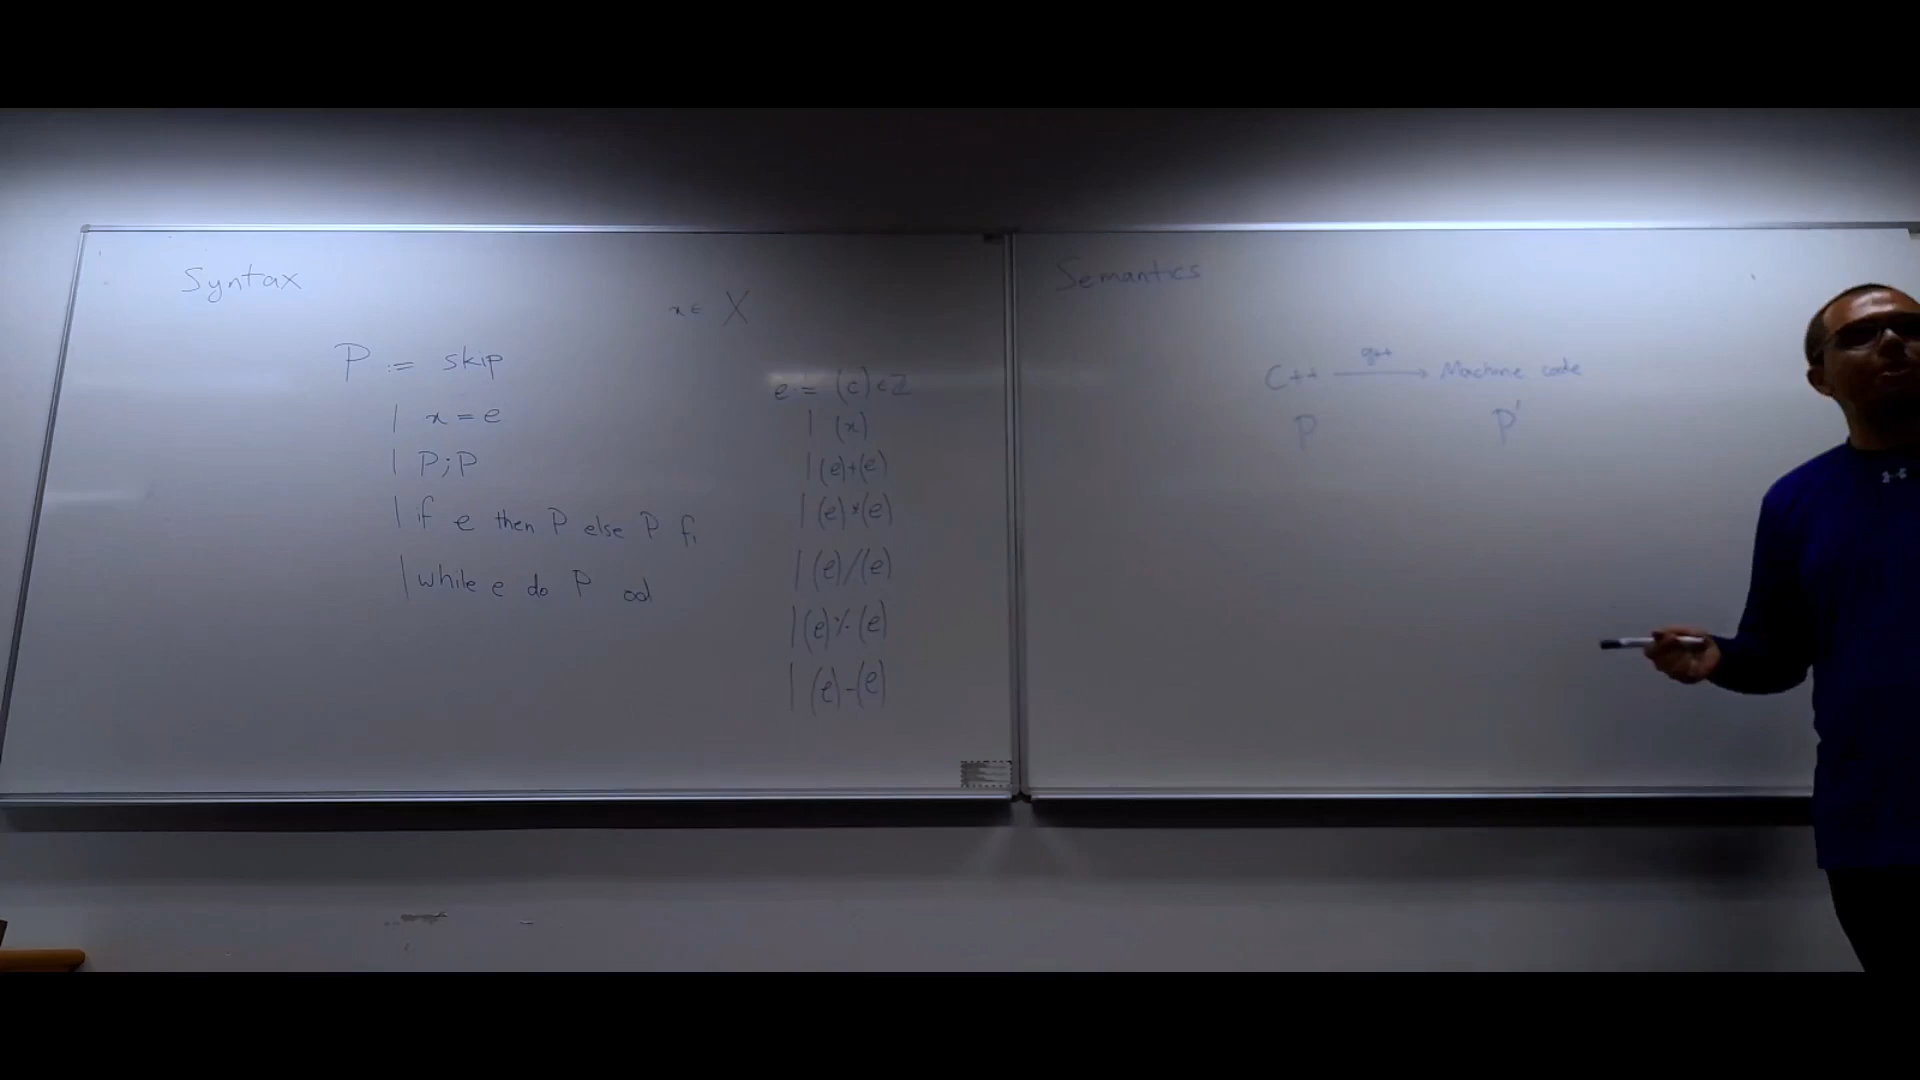 Syntax
x ∈ X
P := skip
| x = e
| P;P
| if e then P else P fi
| while e do P od
e := (c) ∈ Z
| (x)
| (e)+(e)
| (e)*(e)
| (e)/(e)
| (e)%(e)
| (e)-(e)
Semantics
g++
C++ → Machine code
P P'